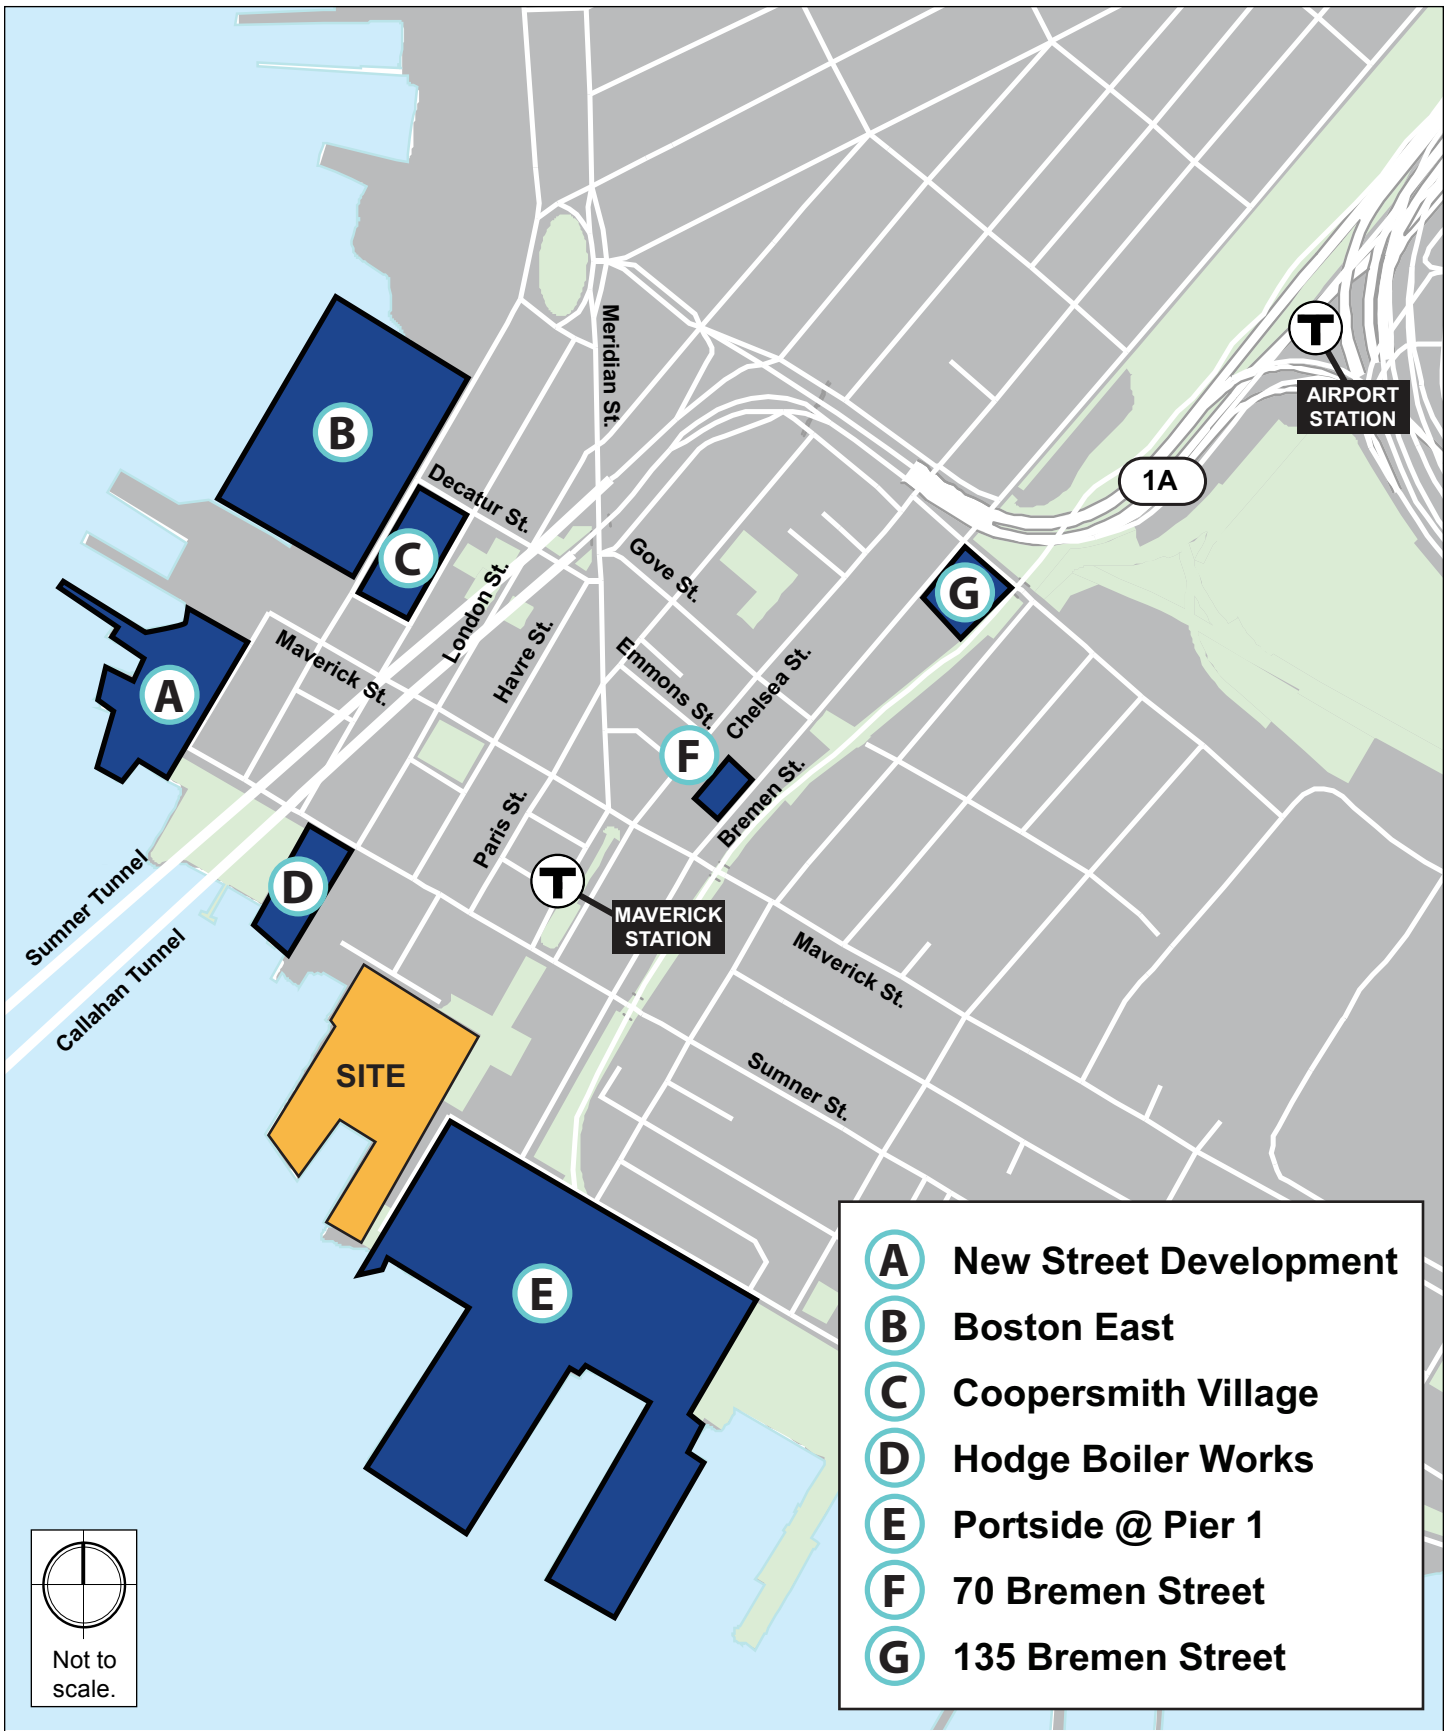 Meridian St.
T
AIRPORT
STATION
B
Decatur St.
1A
C
Gove St.
G
London St.
Havre St.
Maverick St.
Emmons St.
Chelsea St.
A
F
Bremen St.
Paris St.
Sumner Tunnel
D
T
MAVERICK
STATION
Callahan Tunnel
Maverick St.
SITE
Sumner St.
E
A New Street Development
B Boston East
C Coopersmith Village
D Hodge Boiler Works
E Portside @ Pier 1
F 70 Bremen Street
G 135 Bremen Street
Not to
scale.